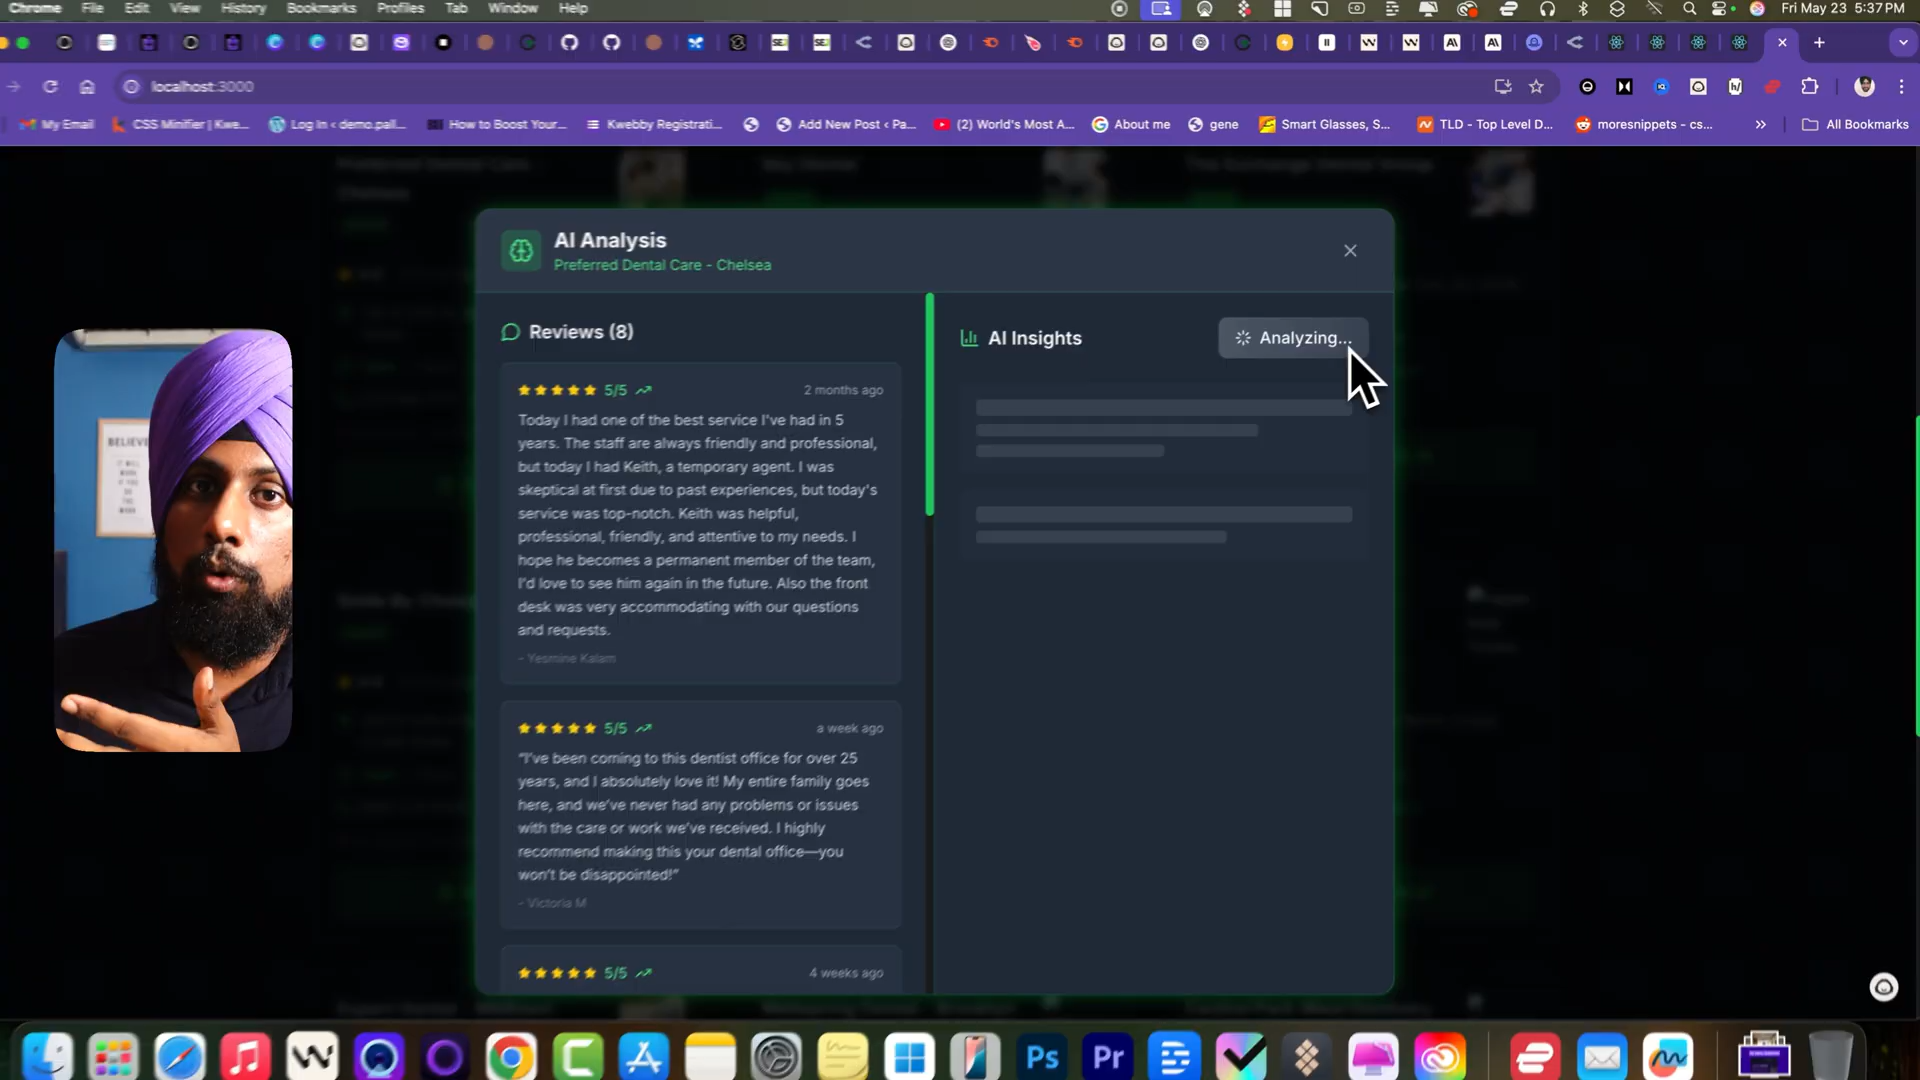 Chrome File Edit View History Bookmarks Profiles Tab Window Help Fri May 23 5:37 PM
localhost:3000
My Email CSS Minifier | Kwe... Log In ‹ demo.pall... How to Boost Your... Kwebby Registrati... Add New Post ‹ Pa... (2) World's Most A... About me gene Smart Glasses, S... TLD - Top Level D... moresnippets - cs... » All Bookmarks
AI Analysis
Preferred Dental Care - Chelsea
Reviews (8)
5/5 2 months ago
Today I had one of the best service I've had in 5
years. The staff are always friendly and professional,
but today I had Keith, a temporary agent. I was
skeptical at first due to past experiences, but today's
service was top-notch. Keith was helpful,
professional, friendly, and attentive to my needs. I
hope he becomes a permanent member of the team,
I'd love to see him again in the future. Also the front
desk was very accommodating with our questions
and requests.
- Yesmine Kalam
5/5 a week ago
"I've been coming to this dentist office for over 25
years, and I absolutely love it! My entire family goes
here, and we've never had any problems or issues
with the care or work we've received. I highly
recommend making this your dental office—you
won't be disappointed!"
- Victoria M
5/5 4 weeks ago
AI Insights
Analyzing...
BELIEVE
Ps Pr